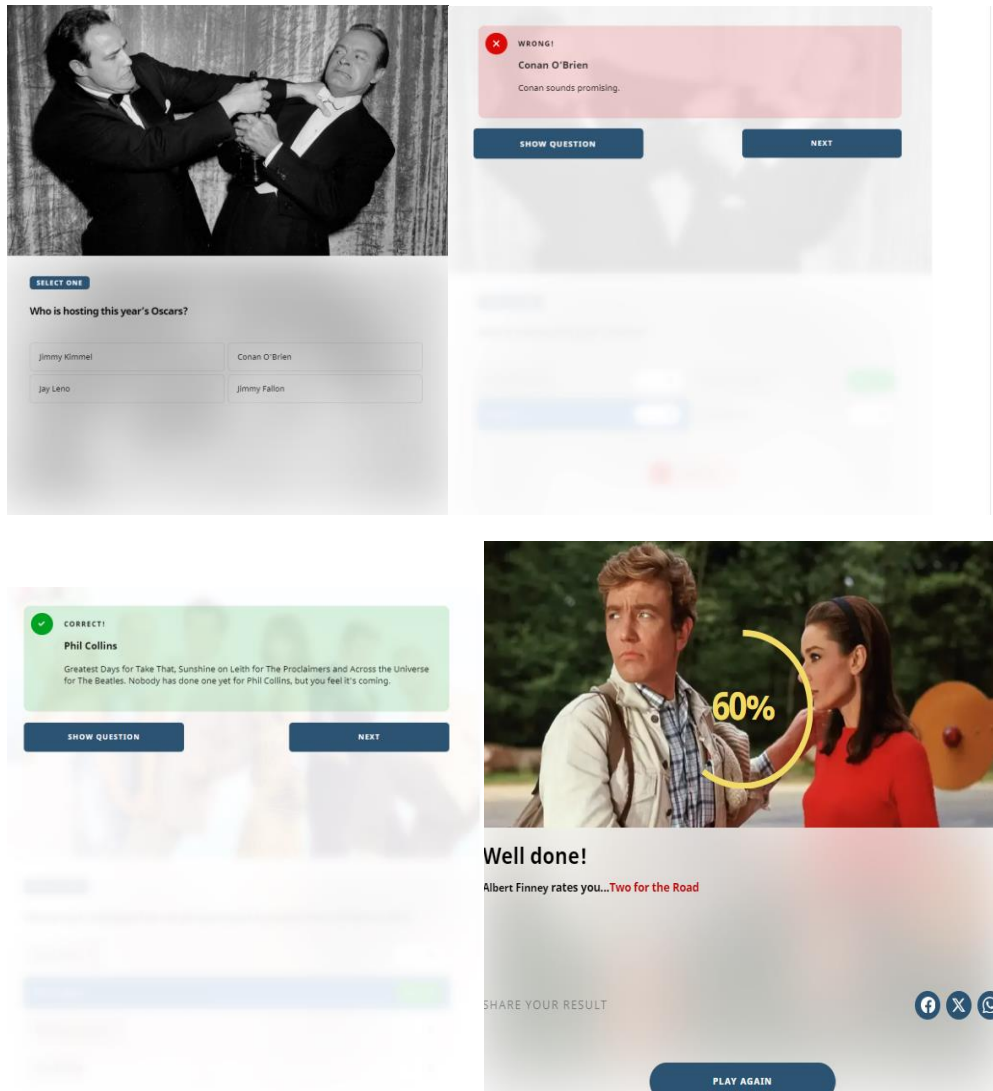 SELECT ONE
Who is hosting this year's Oscars?
Jimmy Kimmel
Conan O'Brien
Jay Leno
Jimmy Fallon
WRONG!
Conan O'Brien
Conan sounds promising.
SHOW QUESTION
NEXT
CORRECT!
Phil Collins
Greatest Days for Take That, Sunshine on Leith for The Proclaimers and Across the Universe
for The Beatles. Nobody has done one yet for Phil Collins, but you feel it's coming.
SHOW QUESTION
NEXT
60%
Well done!
Albert Finney rates you...Two for the Road
SHARE YOUR RESULT
PLAY AGAIN